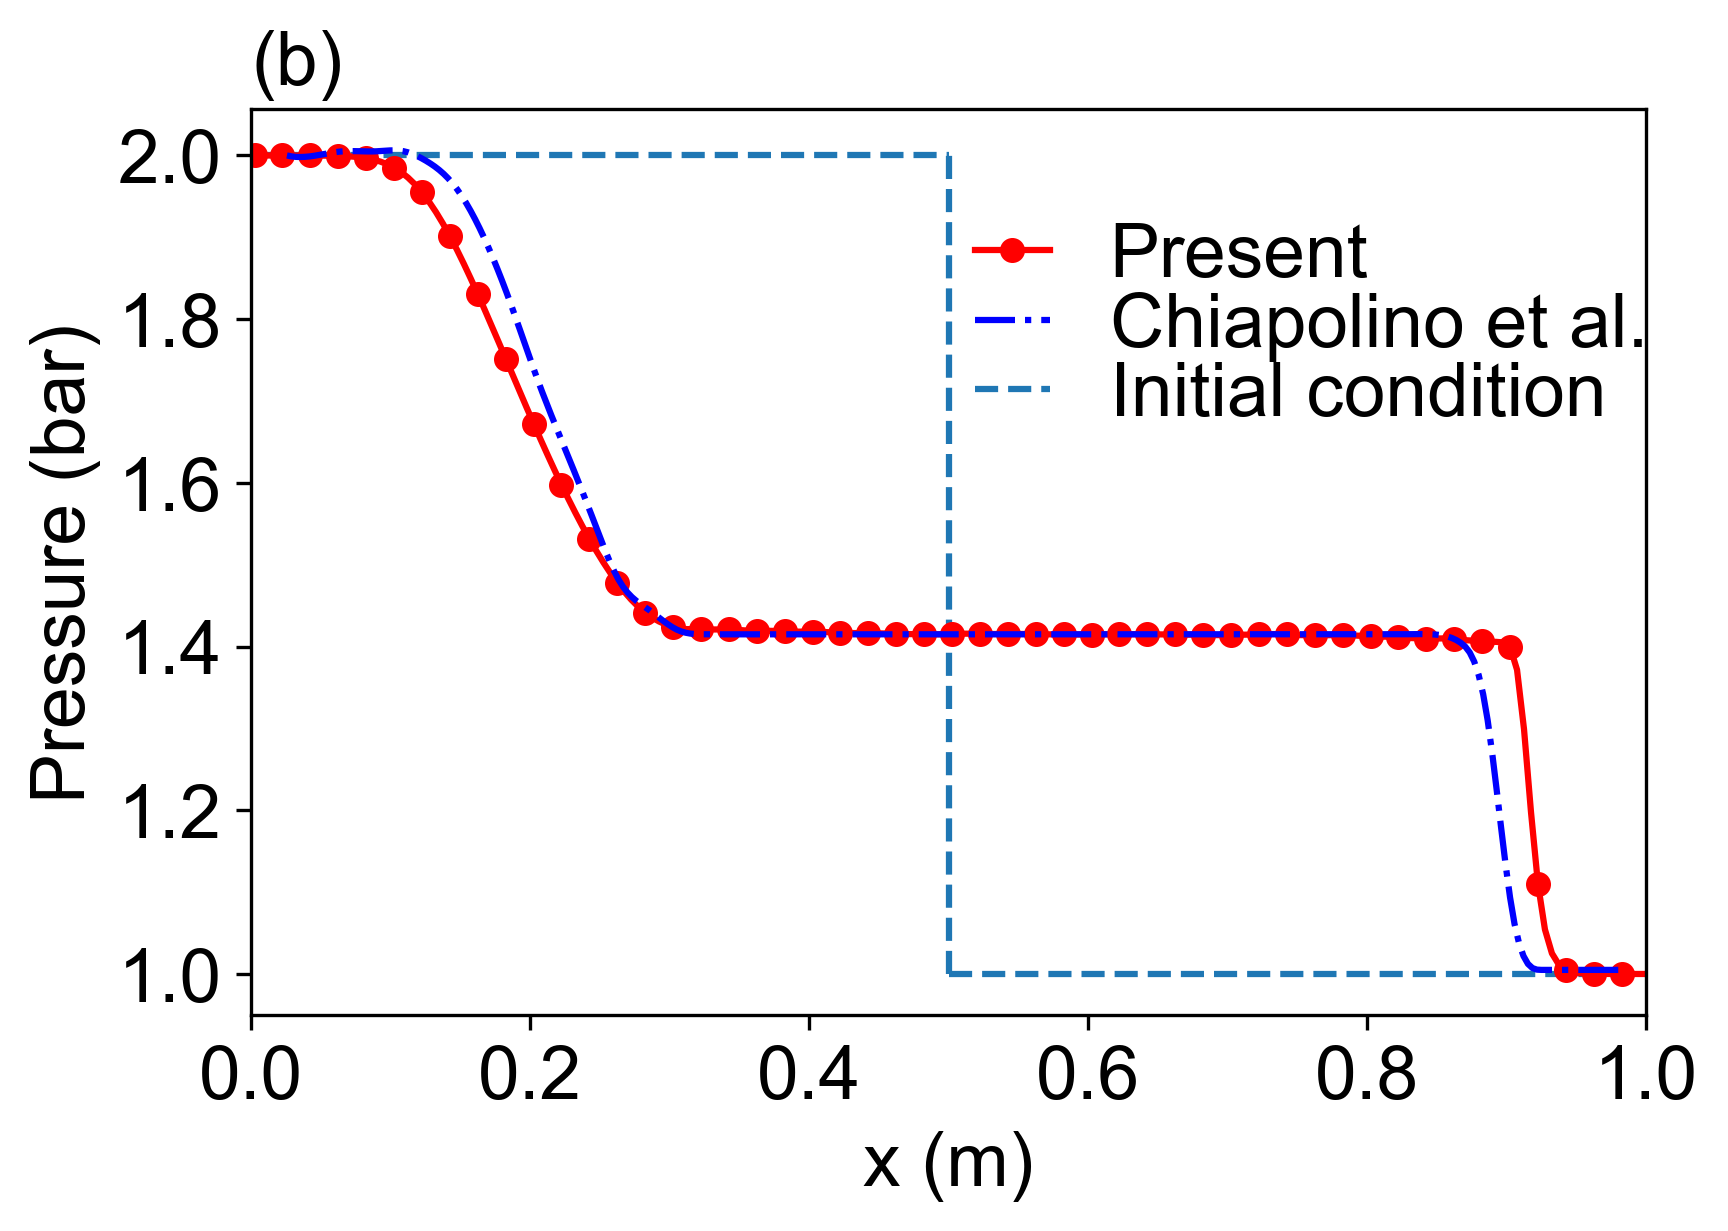 (b)
Pressure (bar)
2.0
1.8
1.6
1.4
1.2
1.0
Present
Chiapolino et al.
Initial condition
0.0 0.2 0.4 0.6 0.8 1.0
x (m)